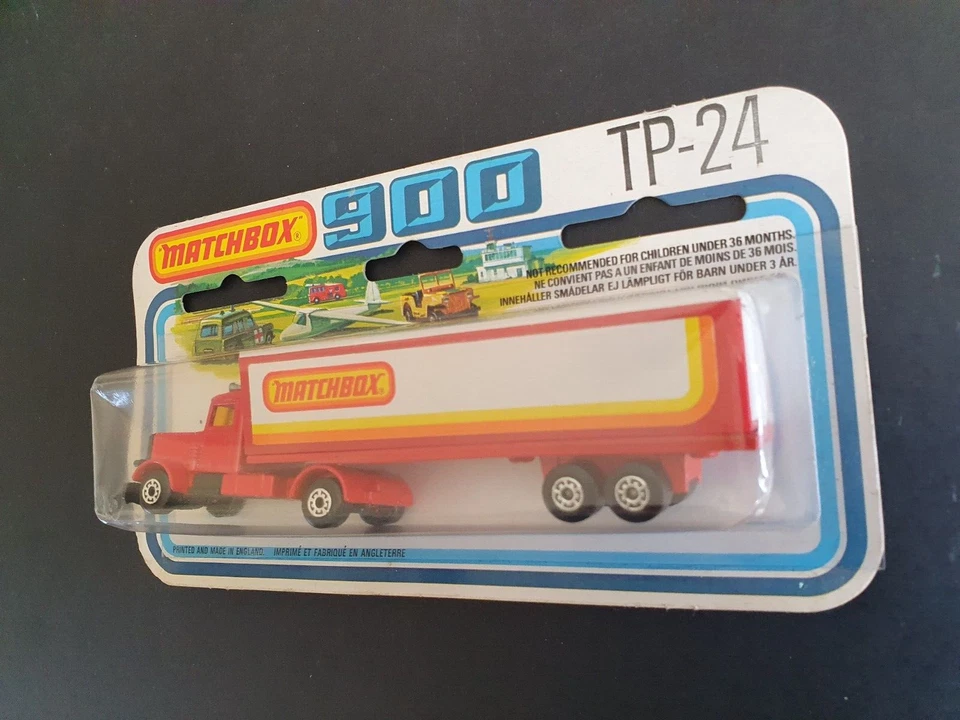 MATCHBOX®
900
TP-24
NOT RECOMMENDED FOR CHILDREN UNDER 36 MONTHS.
NE CONVIENT PAS A UN ENFANT DE MOINS DE 36 MOIS.
INNEHÅLLER SMÅDELAR EJ LÄMPLIGT FÖR BARN UNDER 3 ÅR.
MATCHBOX®
PRINTED AND MADE IN ENGLAND. IMPRIMÉ ET FABRIQUÉ EN ANGLETERRE